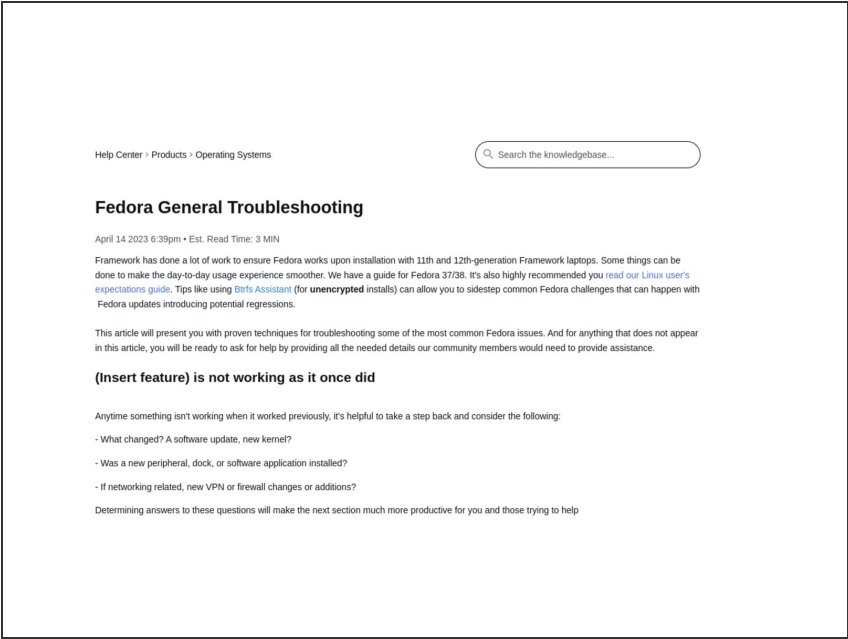 Help Center › Products › Operating Systems
Search the knowledgebase...
Fedora General Troubleshooting
April 14 2023 6:39pm • Est. Read Time: 3 MIN
Framework has done a lot of work to ensure Fedora works upon installation with 11th and 12th-generation Framework laptops. Some things can be
done to make the day-to-day usage experience smoother. We have a guide for Fedora 37/38. It's also highly recommended you read our Linux user's
expectations guide. Tips like using Btrfs Assistant (for unencrypted installs) can allow you to sidestep common Fedora challenges that can happen with
Fedora updates introducing potential regressions.
This article will present you with proven techniques for troubleshooting some of the most common Fedora issues. And for anything that does not appear
in this article, you will be ready to ask for help by providing all the needed details our community members would need to provide assistance.
(Insert feature) is not working as it once did
Anytime something isn't working when it worked previously, it's helpful to take a step back and consider the following:
- What changed? A software update, new kernel?
- Was a new peripheral, dock, or software application installed?
- If networking related, new VPN or firewall changes or additions?
Determining answers to these questions will make the next section much more productive for you and those trying to help